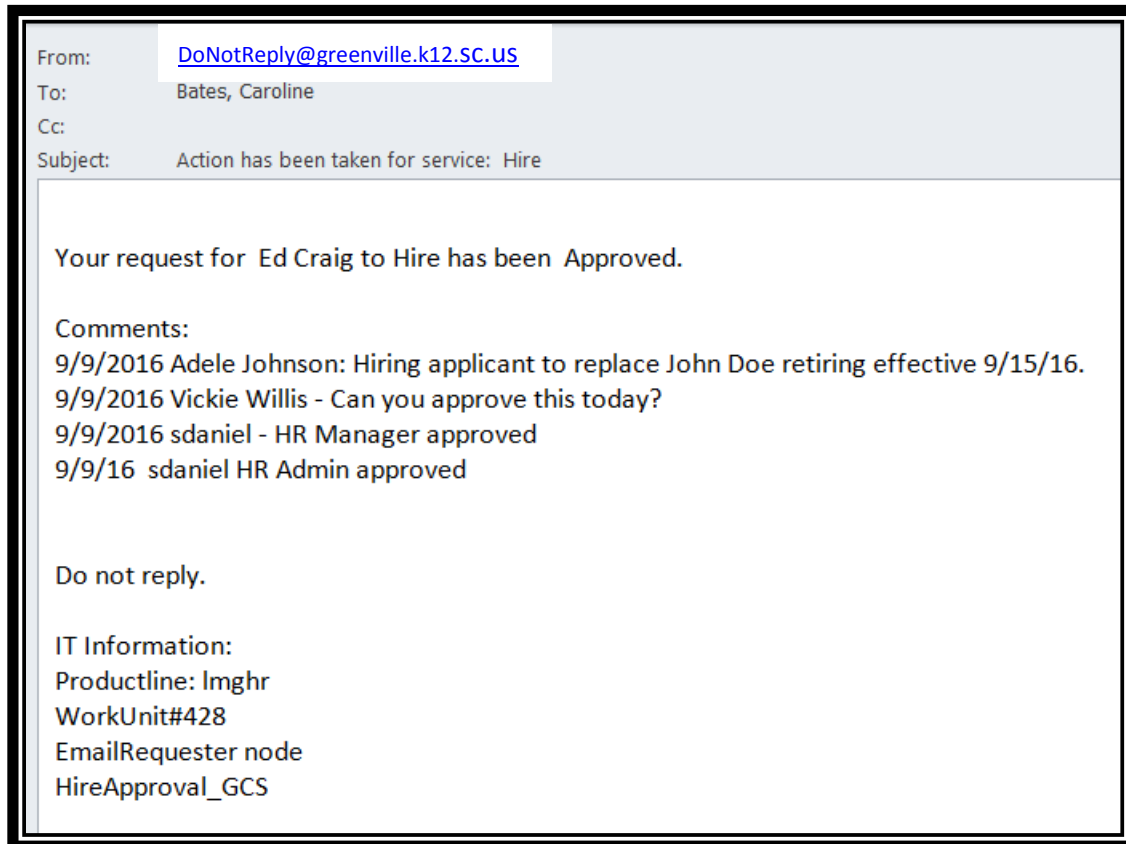 From: DoNotReply@greenville.k12.sc.us
To: Bates, Caroline
Cc:
Subject: Action has been taken for service: Hire
Your request for Ed Craig to Hire has been Approved.
Comments:
9/9/2016 Adele Johnson: Hiring applicant to replace John Doe retiring effective 9/15/16.
9/9/2016 Vickie Willis - Can you approve this today?
9/9/2016 sdaniel - HR Manager approved
9/9/16 sdaniel HR Admin approved
Do not reply.
IT Information:
Productline: lmghr
WorkUnit#428
EmailRequester node
HireApproval_GCS